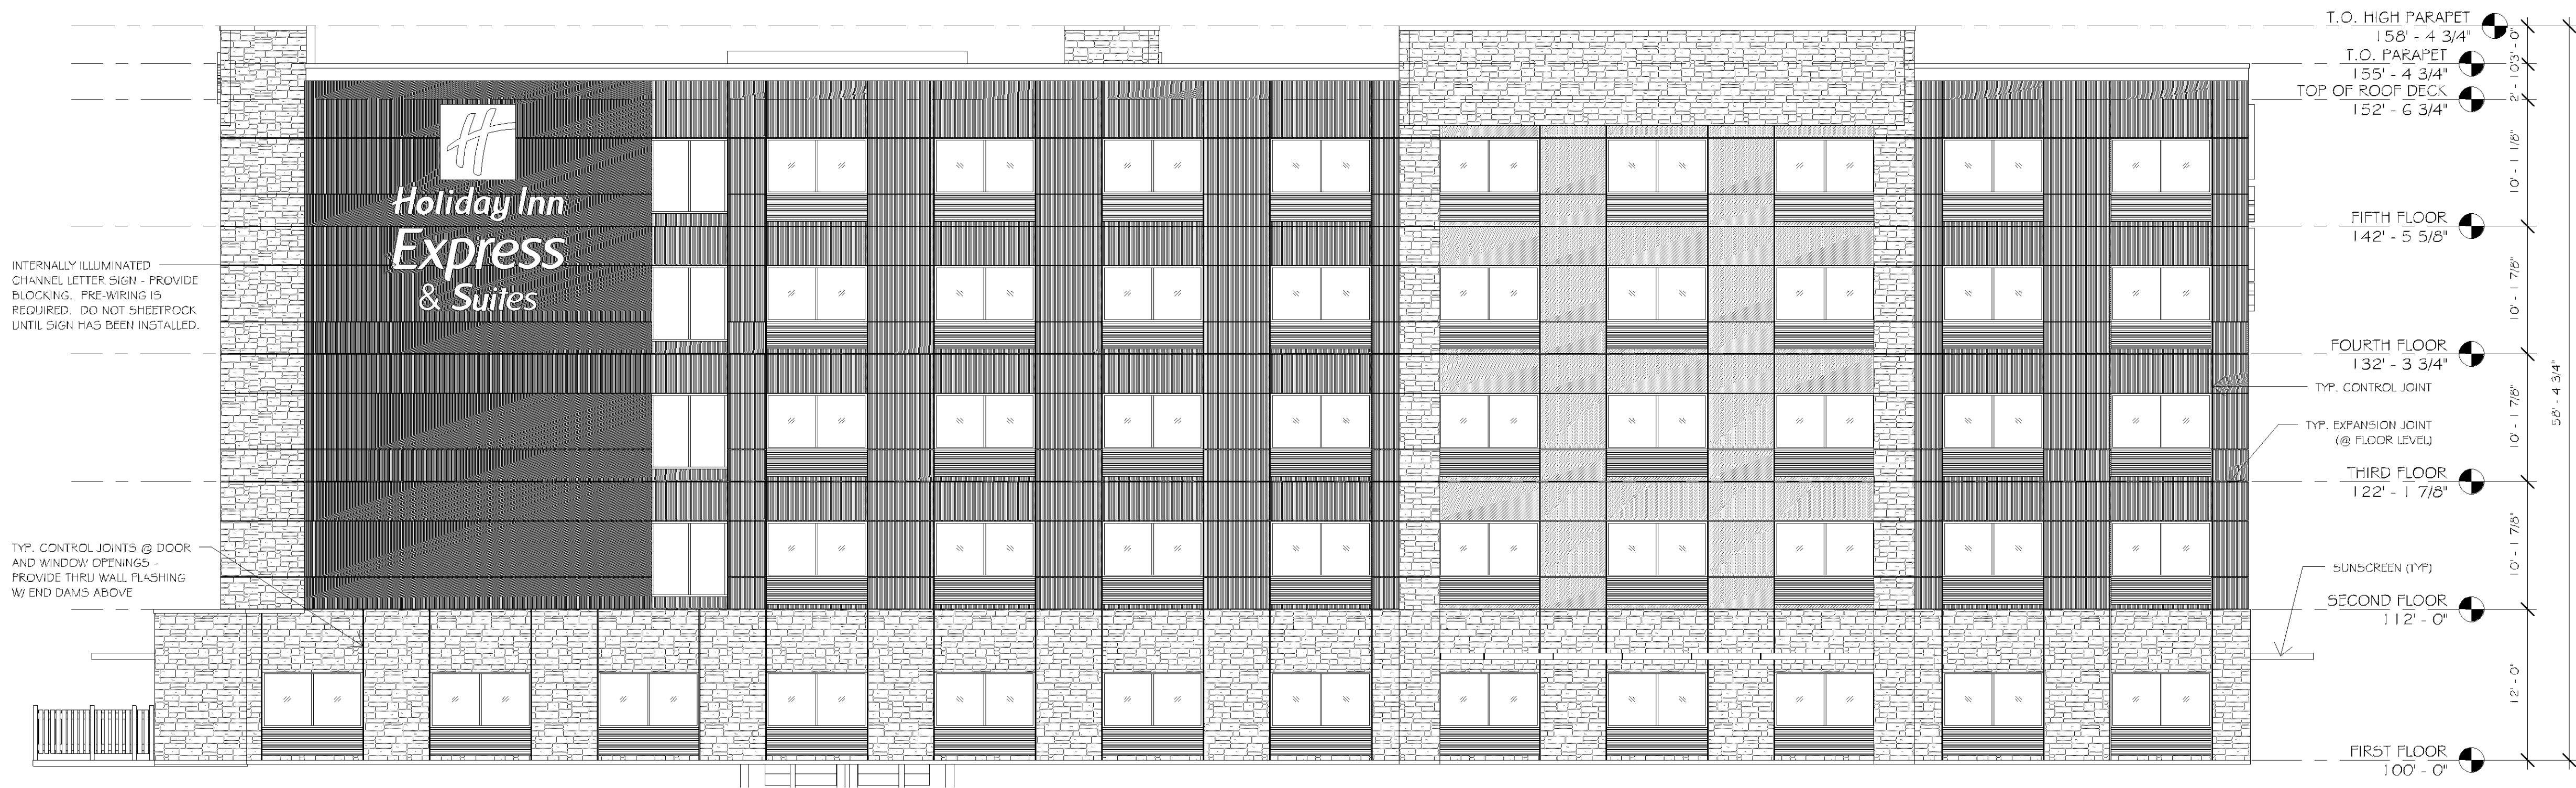 T.O. HIGH PARAPET
158' - 4 3/4"
T.O. PARAPET
155' - 4 3/4"
TOP OF ROOF DECK
152' - 6 3/4"
3' - 0"
2' - 10"
10' - 1 1/8"
Holiday Inn
Express
& Suites
FIFTH FLOOR
142' - 5 5/8"
INTERNALLY ILLUMINATED
CHANNEL LETTER SIGN - PROVIDE
BLOCKING. PRE-WIRING IS
REQUIRED. DO NOT SHEETROCK
UNTIL SIGN HAS BEEN INSTALLED.
10' - 1 7/8"
FOURTH FLOOR
132' - 3 3/4"
58' - 4 3/4"
TYP. CONTROL JOINT
10' - 1 7/8"
TYP. EXPANSION JOINT
(@ FLOOR LEVEL)
THIRD FLOOR
122' - 1 7/8"
10' - 1 7/8"
TYP. CONTROL JOINTS @ DOOR
AND WINDOW OPENINGS -
PROVIDE THRU WALL FLASHING
W/ END DAMS ABOVE
SUNSCREEN (TYP)
SECOND FLOOR
112' - 0"
12' - 0"
FIRST FLOOR
100' - 0"